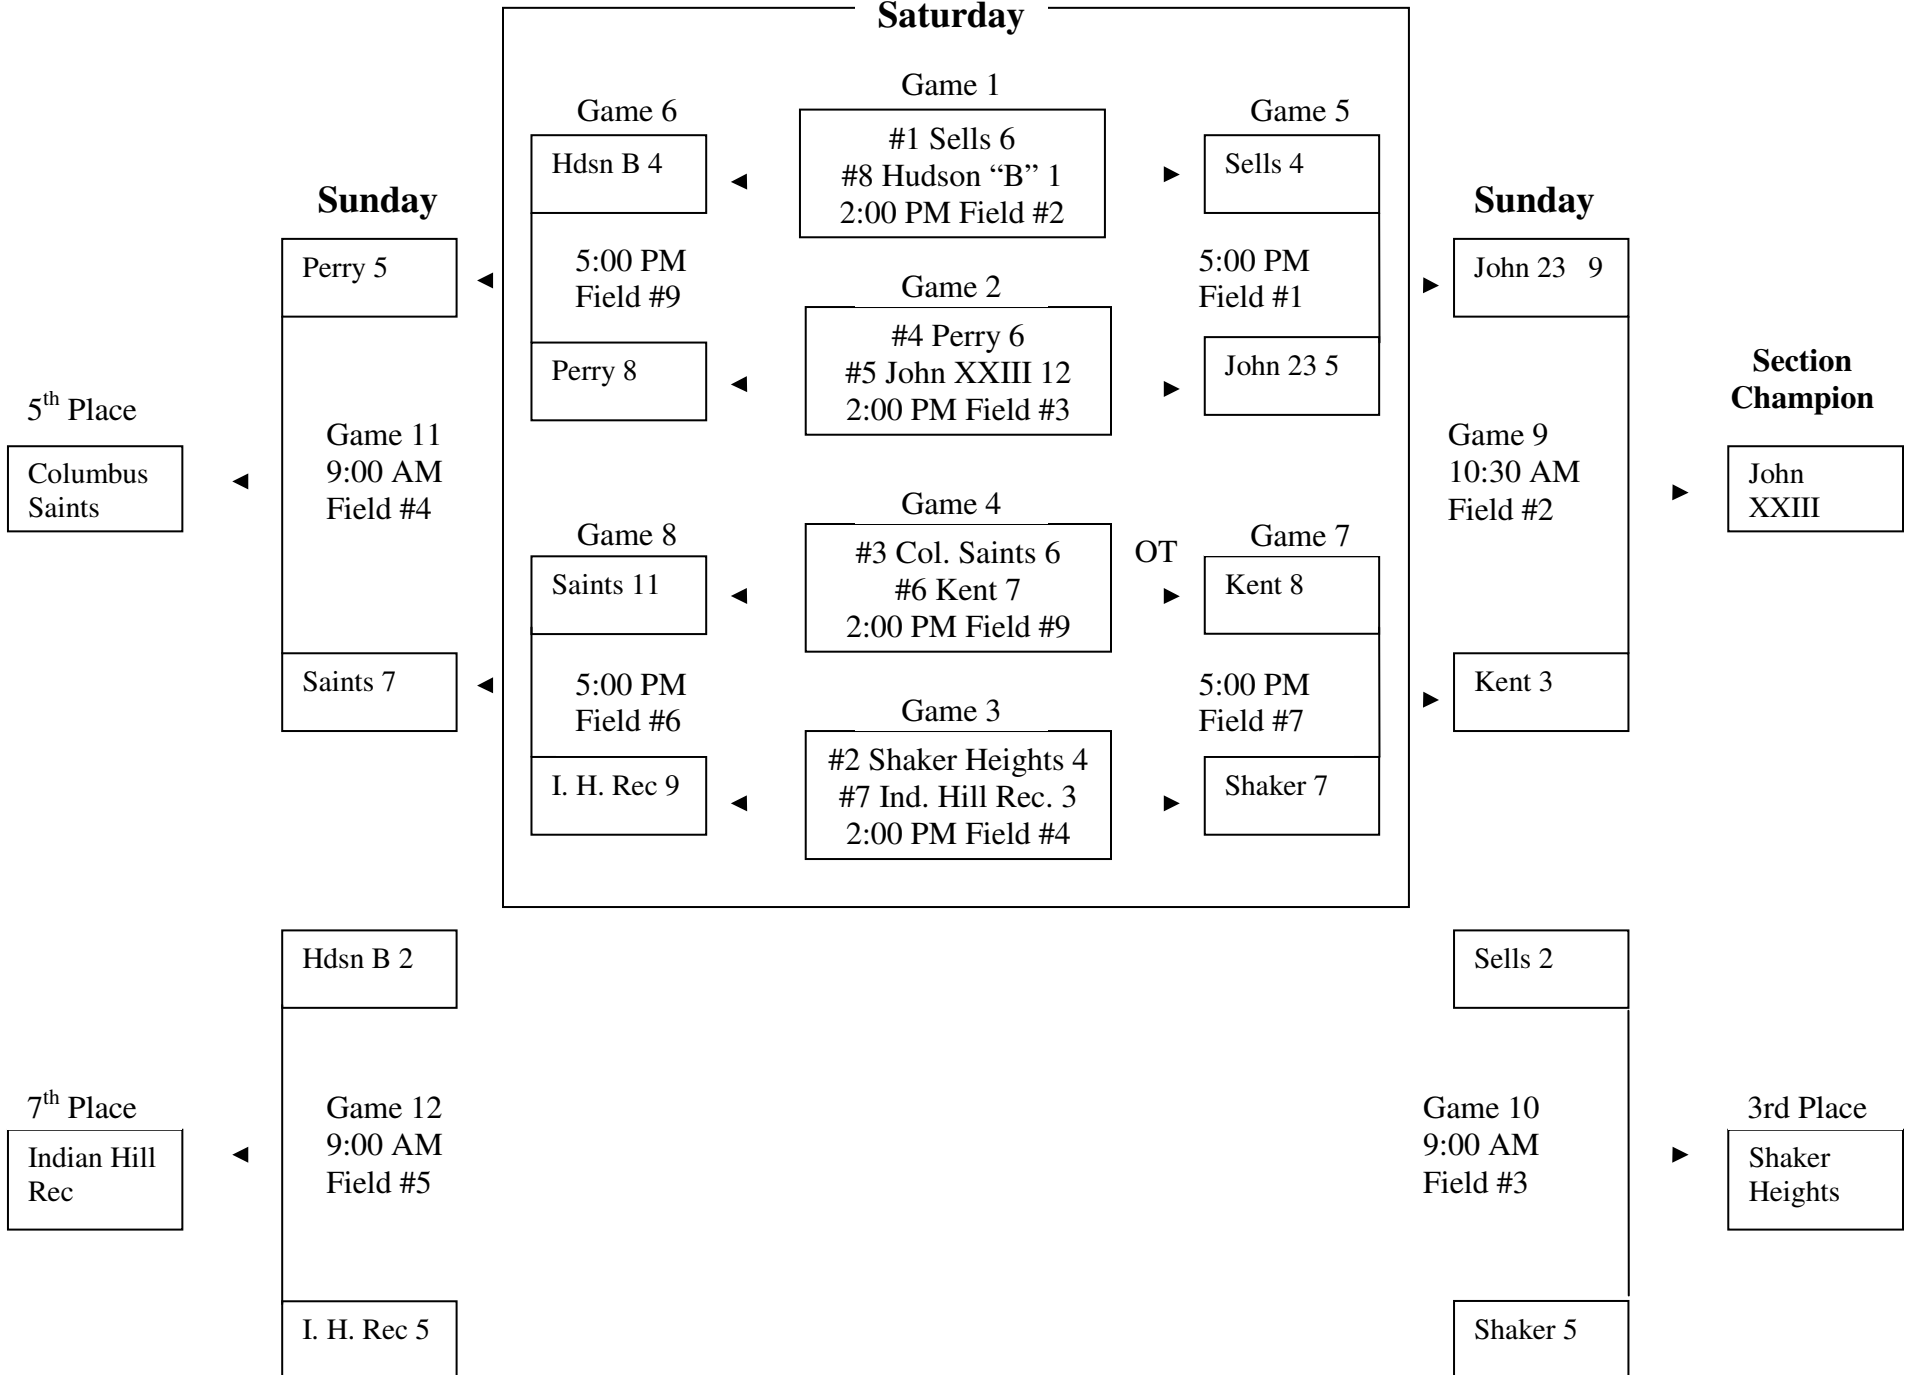 Saturday
Game 1
Game 6
Game 5
#1 Sells 6
#8 Hudson “B” 1
2:00 PM Field #2
Hdsn B 4
Sells 4
Sunday
Sunday
Perry 5
5:00 PM
Field #9
5:00 PM
Field #1
John 23 9
Game 2
#4 Perry 6
#5 John XXIII 12
2:00 PM Field #3
Perry 8
John 23 5
5th Place
Columbus
Saints
Game 11
9:00 AM
Field #4
Game 9
10:30 AM
Field #2
Section
Champion
John
XXIII
Game 4
Game 8
Game 7
#3 Col. Saints 6
#6 Kent 7
2:00 PM Field #9
OT
Saints 11
Kent 8
Saints 7
5:00 PM
Field #6
5:00 PM
Field #7
Kent 3
Game 3
#2 Shaker Heights 4
#7 Ind. Hill Rec. 3
2:00 PM Field #4
I. H. Rec 9
Shaker 7
Hdsn B 2
Sells 2
7th Place
Indian Hill
Rec
Game 12
9:00 AM
Field #5
Game 10
9:00 AM
Field #3
3rd Place
Shaker
Heights
I. H. Rec 5
Shaker 5